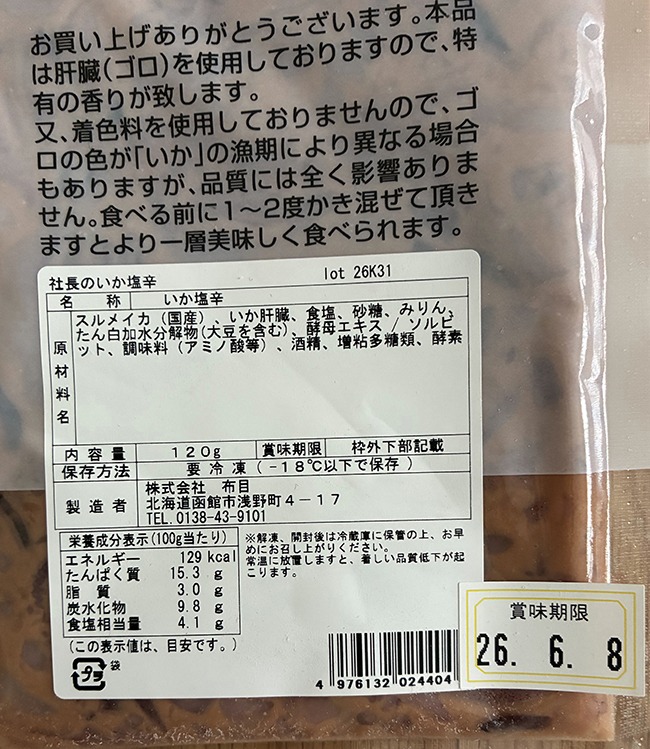 お買い上げありがとうございます。本品
は肝臓(ゴロ)を使用しておりますので、特
有の香りが致します。
又、着色料を使用しておりませんので、ゴ
ロの色が「いか」の漁期により異なる場合
もありますが、品質には全く影響ありま
せん。食べる前に1〜2度かき混ぜて頂き
ますとより一層美味しく食べられます。
社長のいか塩辛 lot 26K31
名称 いか塩辛
原材料名 スルメイカ(国産)、いか肝臓、食塩、砂糖、みりん、
たん白加水分解物(大豆を含む)、酵母エキス / ソルビ
ット、調味料(アミノ酸等)、酒精、増粘多糖類、酵素
内容量 120g 賞味期限 枠外下部記載
保存方法 要冷凍(-18℃以下で保存)
製造者 株式会社 布目
北海道函館市浅野町4-17
TEL.0138-43-9101
栄養成分表示(100g当たり)
エネルギー 129 kcal
たんぱく質 15.3 g
脂質 3.0 g
炭水化物 9.8 g
食塩相当量 4.1 g
(この表示値は、目安です。)
※解凍、開封後は冷蔵庫に保管の上、お早
めにお召し上がりください。
常温に放置しますと、著しい品質低下が起
こります。
プラ 袋
4 976132 024404
賞味期限
26. 6. 8